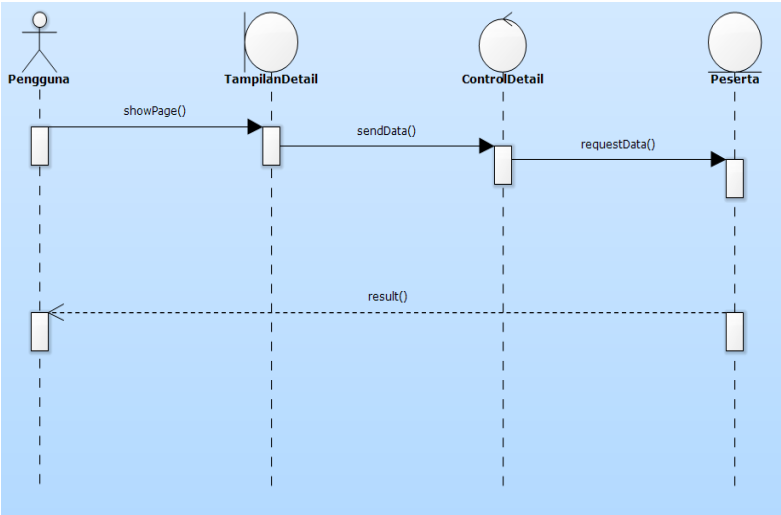 Pengguna
TampilanDetail
ControlDetail
Peserta
showPage()
sendData()
requestData()
result()